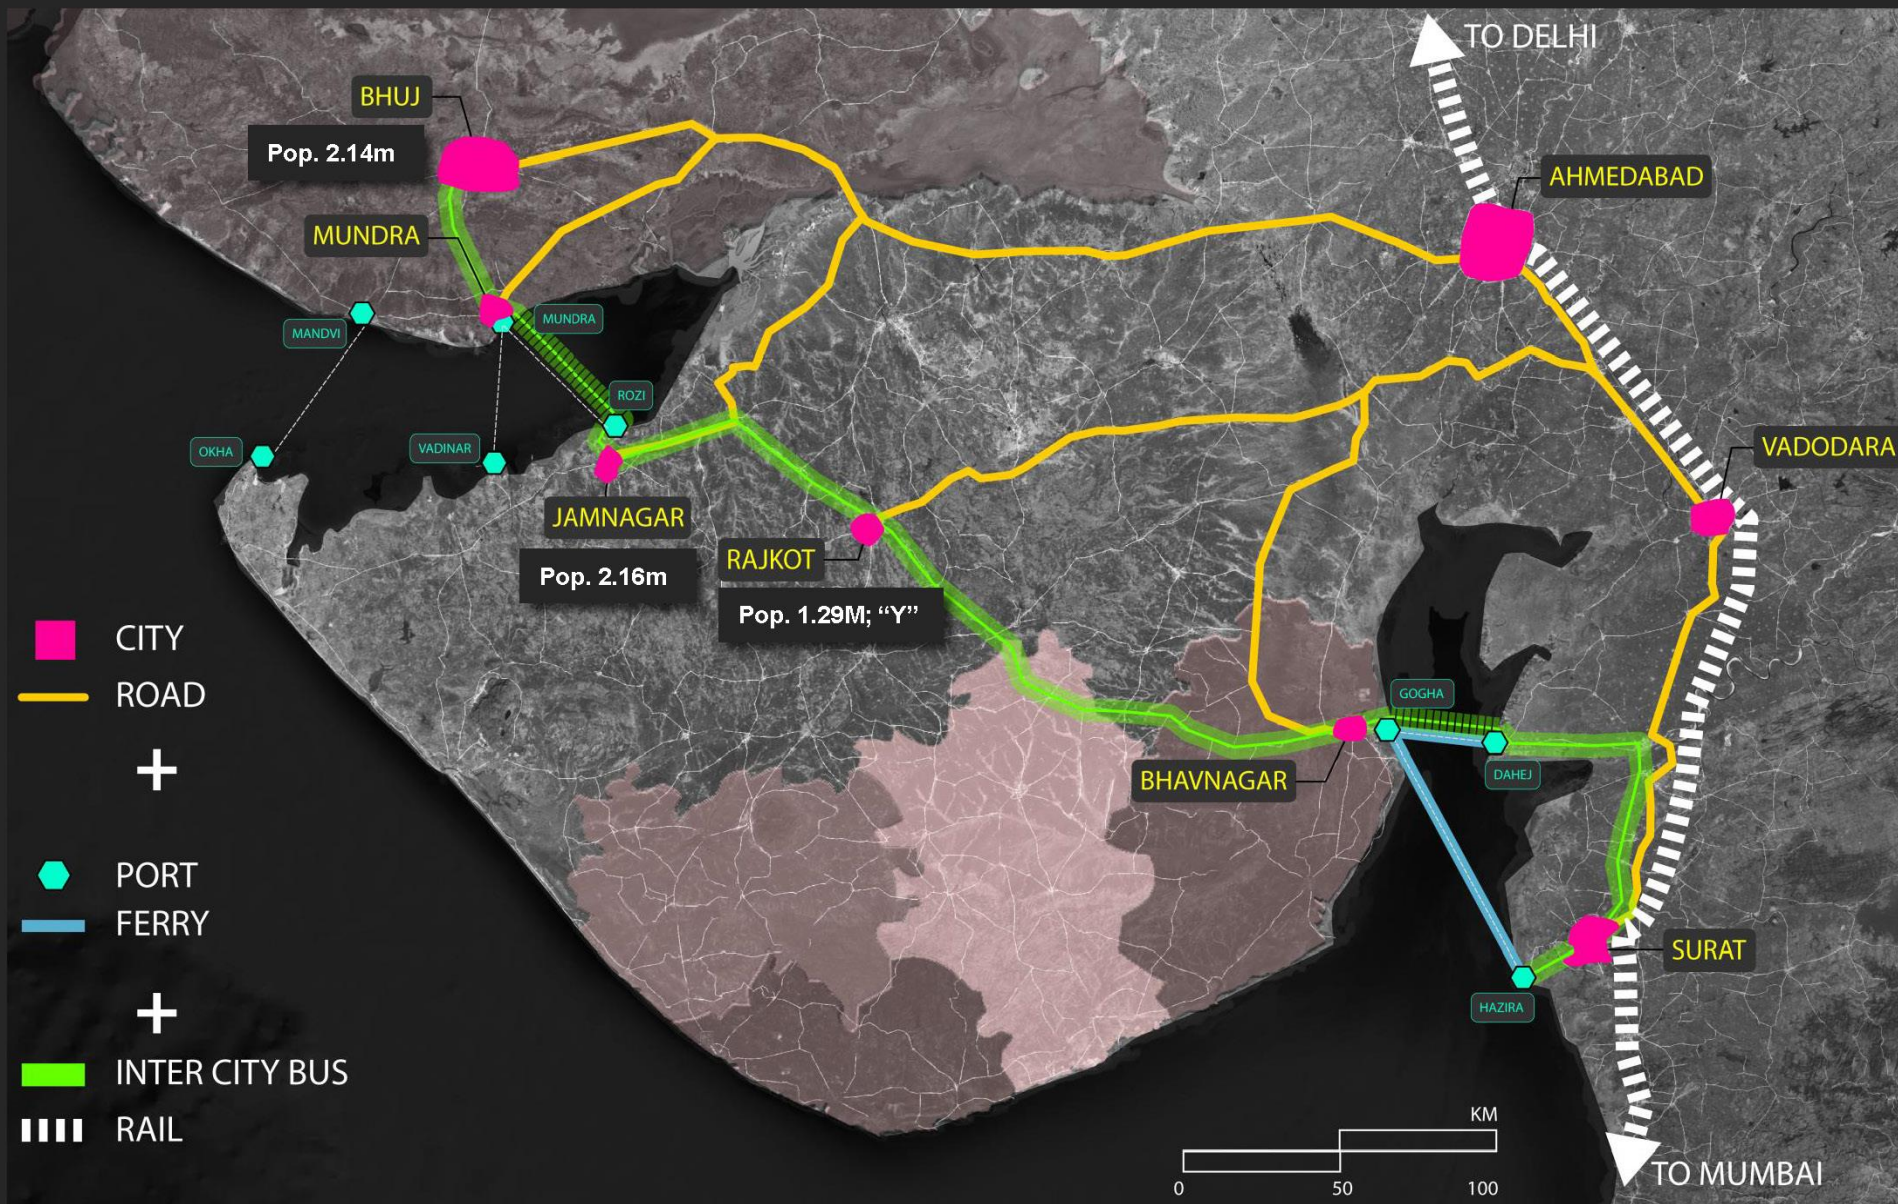 TO DELHI
BHUJ
Pop. 2.14m
AHMEDABAD
MUNDRA
MUNDRA
MANDVI
ROZI
OKHA
VADINAR
VADODARA
JAMNAGAR
Pop. 2.16m
RAJKOT
Pop. 1.29M; “Y”
CITY
ROAD
+
PORT
FERRY
+
INTER CITY BUS
RAIL
GOGHA
BHAVNAGAR
DAHEJ
SURAT
HAZIRA
KM
0 50 100
TO MUMBAI